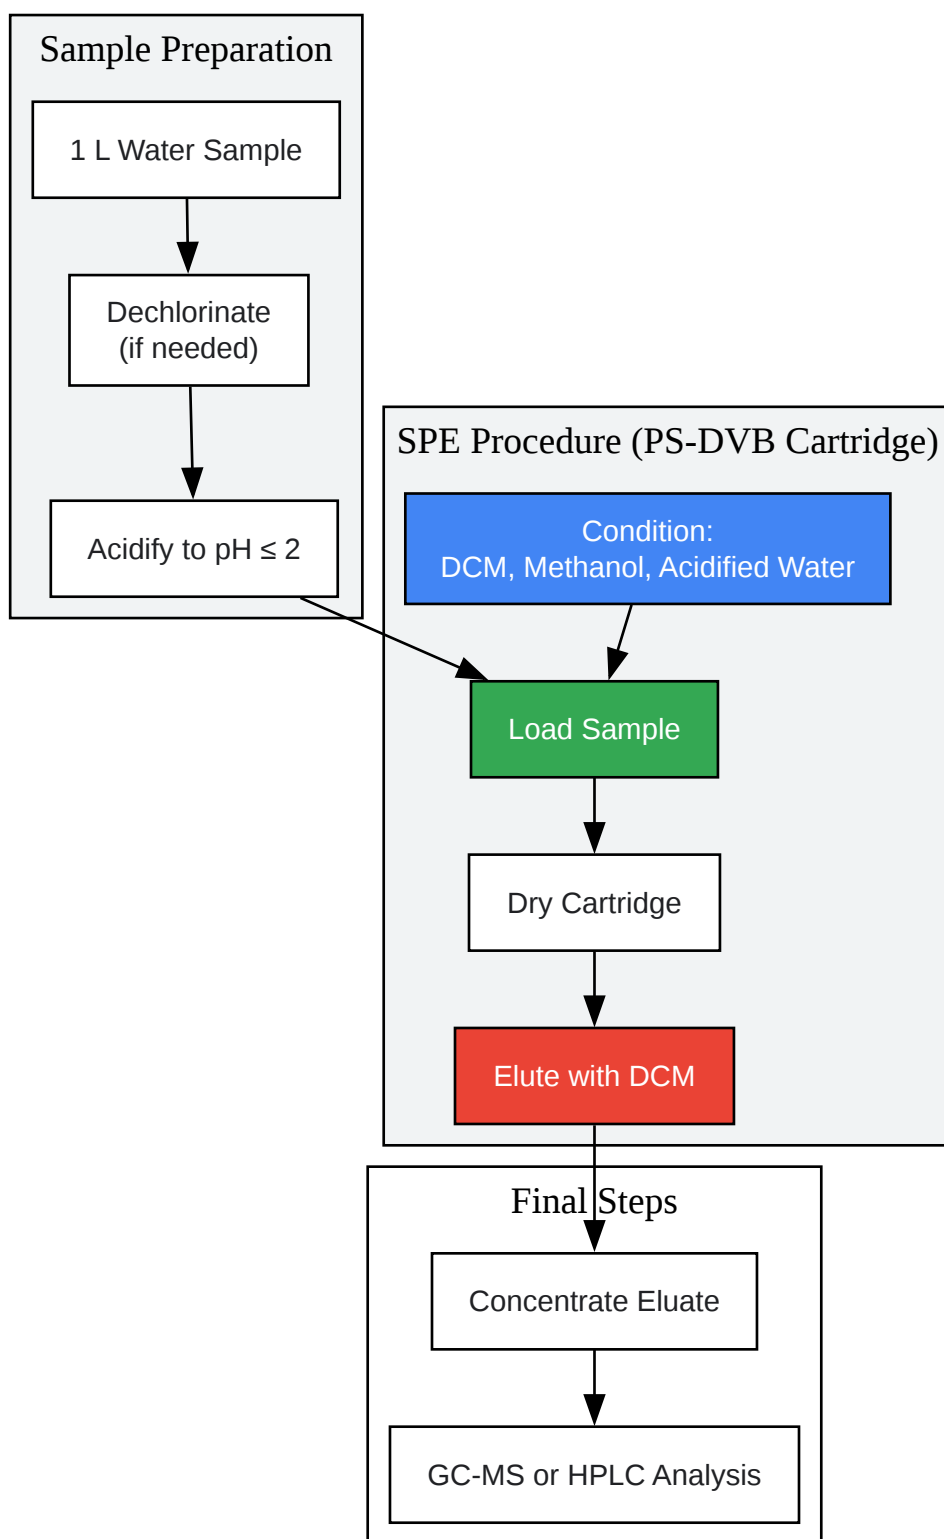 Sample Preparation
1 L Water Sample
Dechlorinate
(if needed)
Acidify to pH ≤ 2
SPE Procedure (PS-DVB Cartridge)
Condition:
DCM, Methanol, Acidified Water
Load Sample
Dry Cartridge
Elute with DCM
Final Steps
Concentrate Eluate
GC-MS or HPLC Analysis